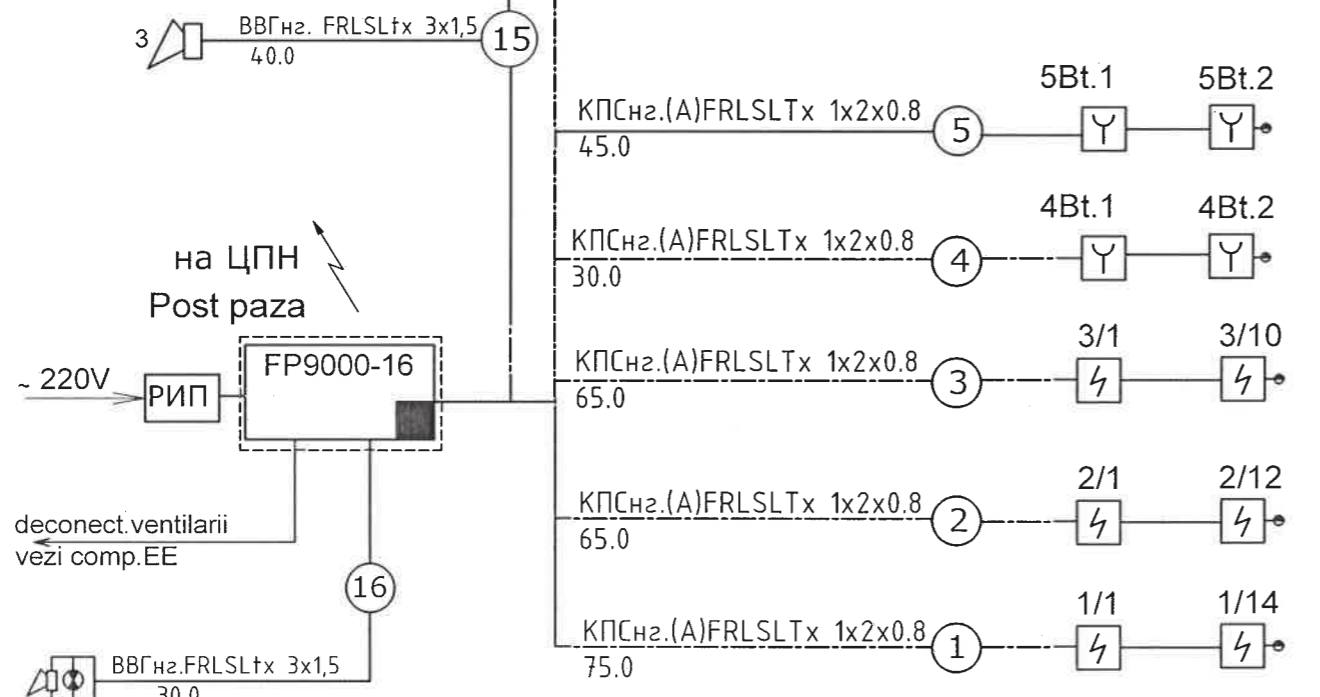 3
ВВГнг. FRLSLtx 3x1,5
40.0
15
5Bt.1
5Bt.2
КПСнг.(А)FRLSLTx 1x2x0.8
45.0
5
4Bt.1
4Bt.2
КПСнг.(А)FRLSLTx 1x2x0.8
30.0
4
на ЦПН
Post paza
3/1
3/10
КПСнг.(А)FRLSLTx 1x2x0.8
65.0
3
FP9000-16
~ 220V
РИП
2/1
2/12
КПСнг.(А)FRLSLTx 1x2x0.8
65.0
2
deconect.ventilarii
vezi comp.EE
16
1/1
1/14
КПСнг.(А)FRLSLTx 1x2x0.8
75.0
1
ВВГнг.FRLSLtx 3x1,5
30.0